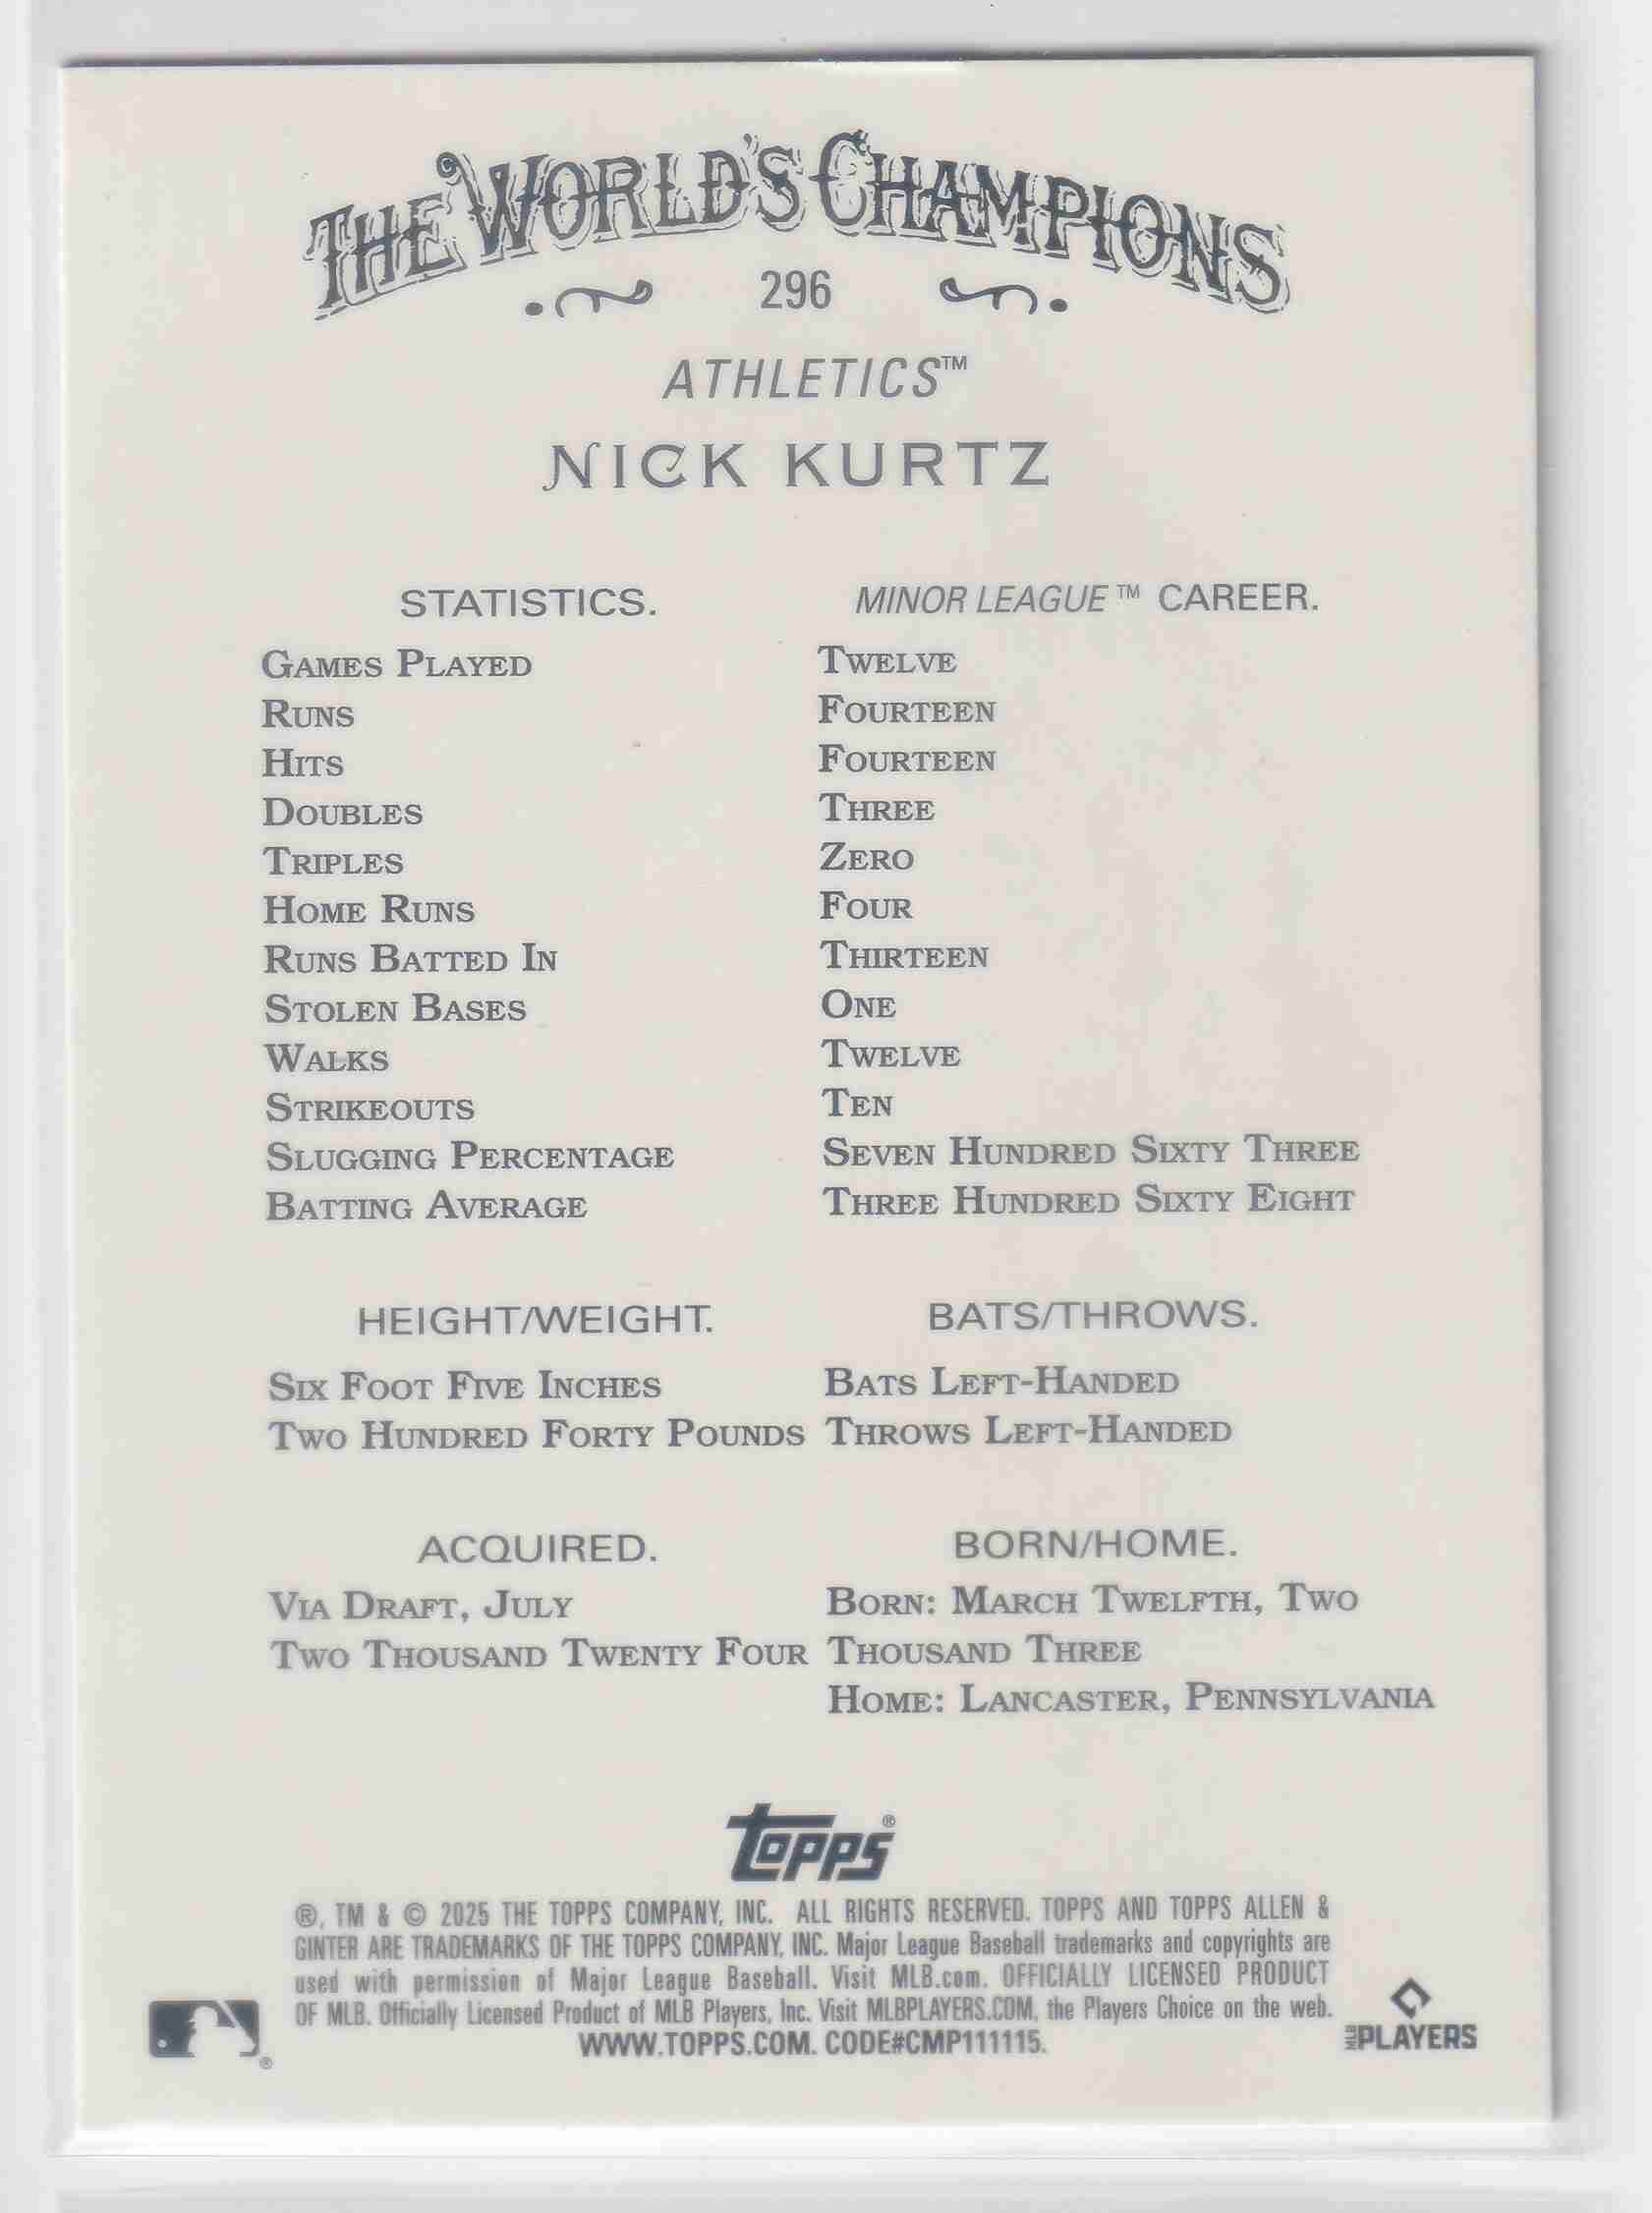 THE WORLD'S CHAMPIONS
296
ATHLETICS™
NICK KURTZ
STATISTICS. MINOR LEAGUE™ CAREER.
GAMES PLAYED TWELVE
RUNS FOURTEEN
HITS FOURTEEN
DOUBLES THREE
TRIPLES ZERO
HOME RUNS FOUR
RUNS BATTED IN THIRTEEN
STOLEN BASES ONE
WALKS TWELVE
STRIKEOUTS TEN
SLUGGING PERCENTAGE SEVEN HUNDRED SIXTY THREE
BATTING AVERAGE THREE HUNDRED SIXTY EIGHT
HEIGHT/WEIGHT. BATS/THROWS.
SIX FOOT FIVE INCHES BATS LEFT-HANDED
TWO HUNDRED FORTY POUNDS THROWS LEFT-HANDED
ACQUIRED. BORN/HOME.
VIA DRAFT, JULY BORN: MARCH TWELFTH, TWO
TWO THOUSAND TWENTY FOUR THOUSAND THREE
HOME: LANCASTER, PENNSYLVANIA
topps®
®, TM & © 2025 THE TOPPS COMPANY, INC. ALL RIGHTS RESERVED. TOPPS AND TOPPS ALLEN &
GINTER ARE TRADEMARKS OF THE TOPPS COMPANY, INC. Major League Baseball trademarks and copyrights are
used with permission of Major League Baseball. Visit MLB.com. OFFICIALLY LICENSED PRODUCT
OF MLB. Officially Licensed Product of MLB Players, Inc. Visit MLBPLAYERS.COM, the Players Choice on the web.
WWW.TOPPS.COM. CODE#CMP111115.
®
MLB PLAYERS